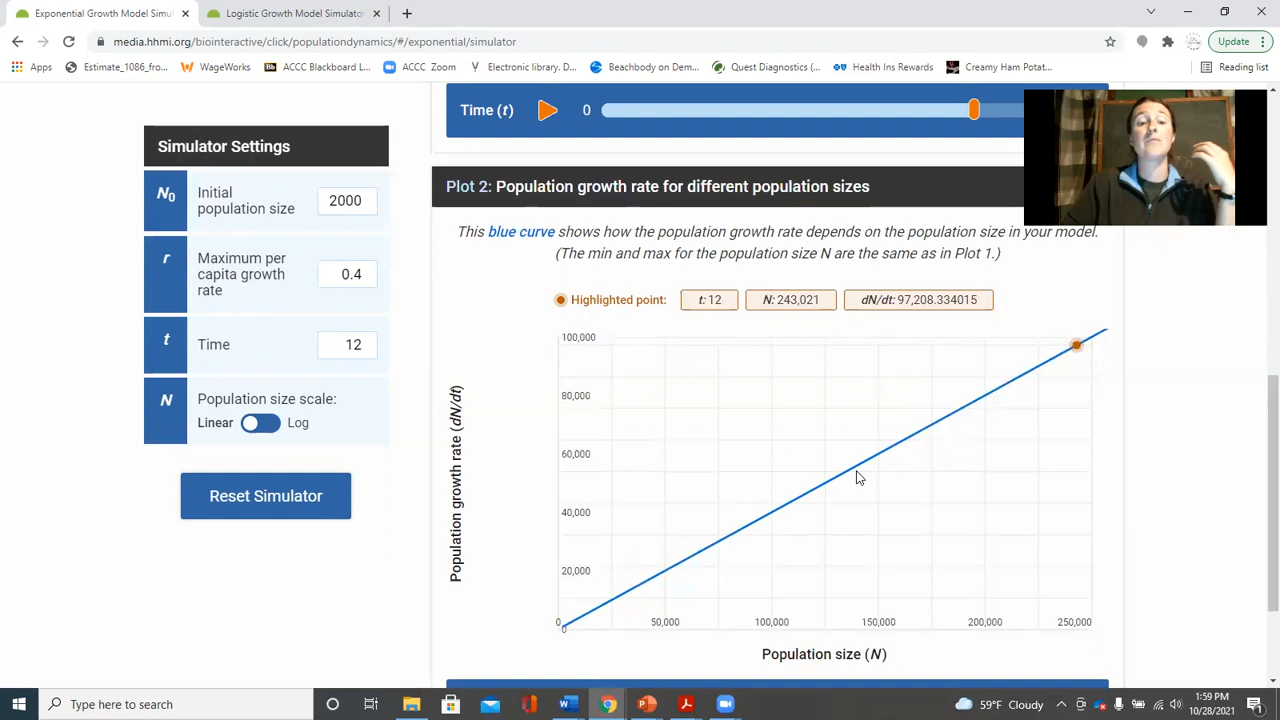 Exponential Growth Model Simul
Logistic Growth Model Simulator
media.hhmi.org/biointeractive/click/populationdynamics/#/exponential/simulator
Update
Apps
Estimate_1086_fro...
WageWorks
ACCC Blackboard L...
ACCC Zoom
Electronic library. D...
Beachbody on Dem...
Quest Diagnostics (...
Health Ins Rewards
Creamy Ham Potat...
Reading list
Time (t)
0
Simulator Settings
N0 Initial population size 2000
r Maximum per capita growth rate 0.4
t Time 12
N Population size scale:
Linear Log
Reset Simulator
Plot 2: Population growth rate for different population sizes
This blue curve shows how the population growth rate depends on the population size in your model.
(The min and max for the population size N are the same as in Plot 1.)
Highlighted point: t: 12 N: 243,021 dN/dt: 97,208.334015
Population growth rate (dN/dt)
100,000
80,000
60,000
40,000
20,000
0
0 50,000 100,000 150,000 200,000 250,000
Population size (N)
Type here to search
59°F Cloudy
1:59 PM
10/28/2021